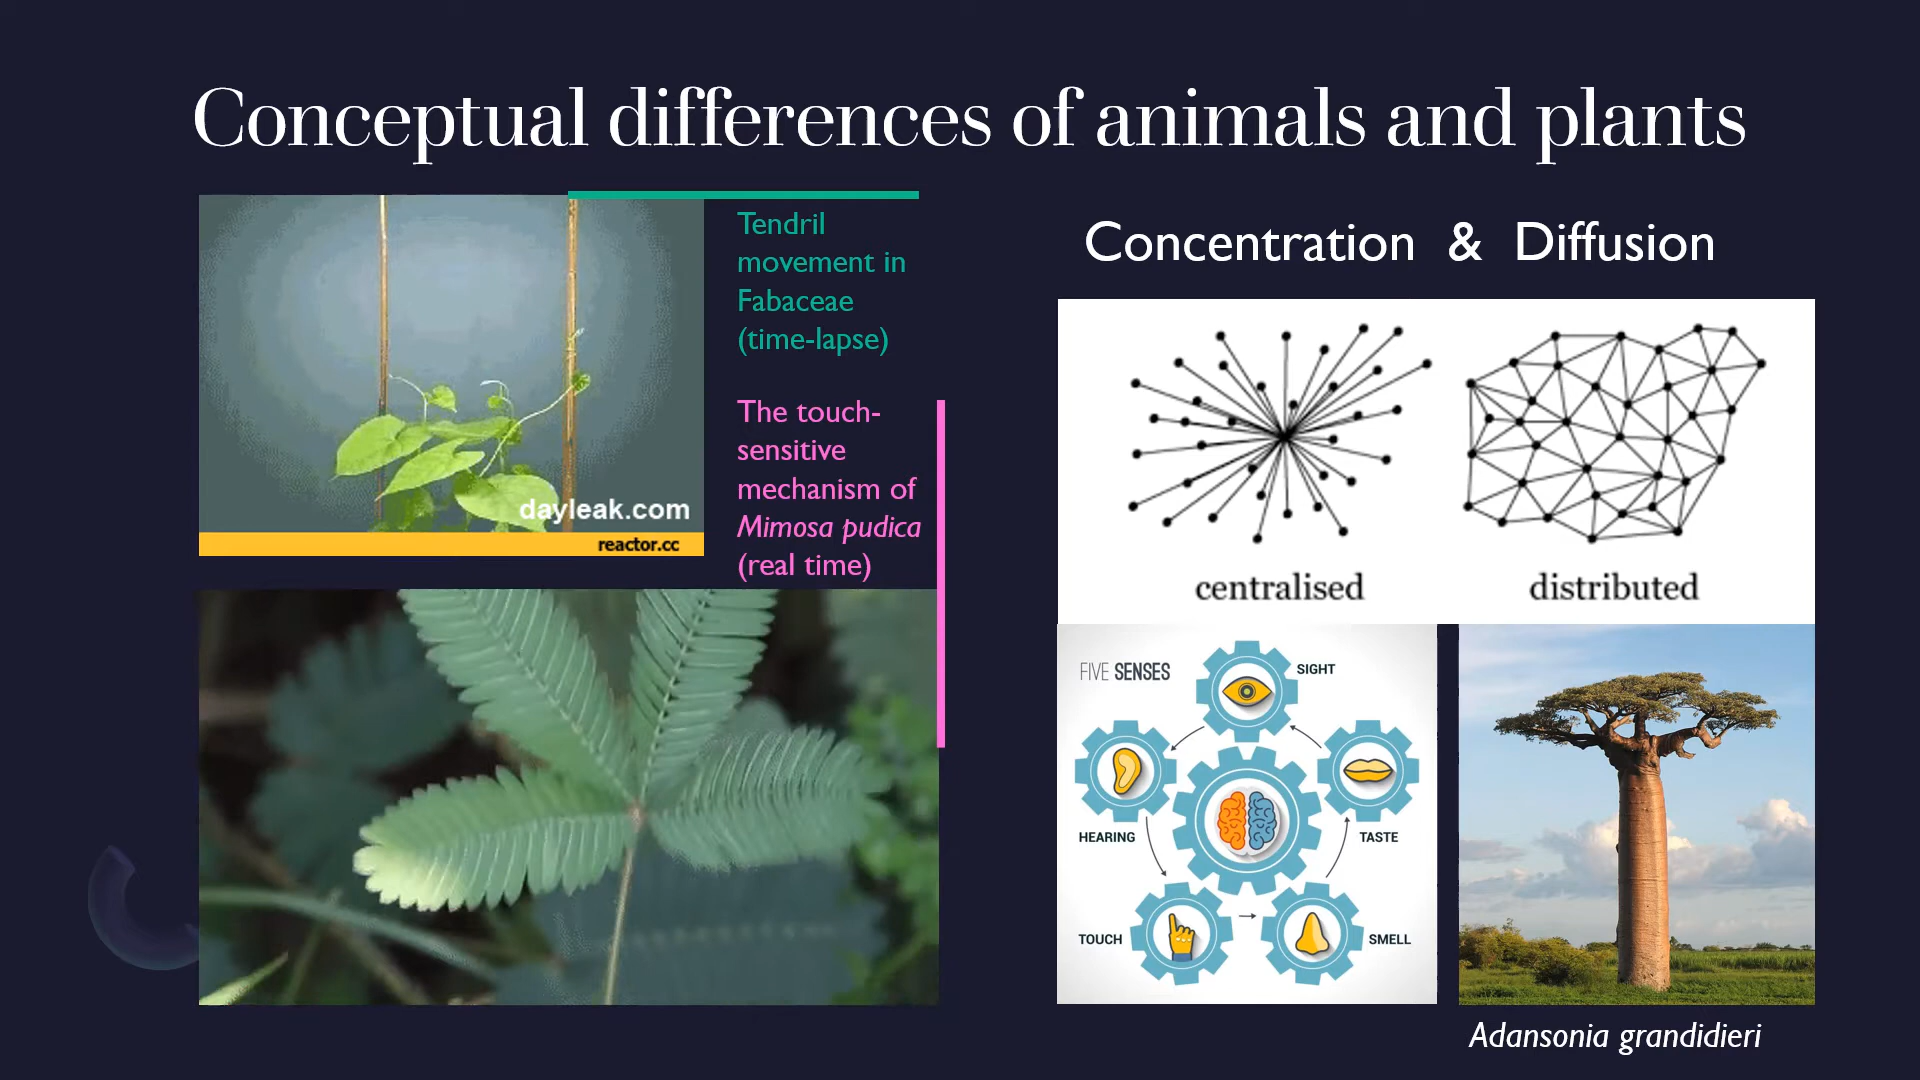 Conceptual differences of animals and plants
Tendril
movement in
Fabaceae
(time-lapse)
The touch-
sensitive
mechanism of
Mimosa pudica
(real time)
dayleak.com
reactor.cc
Concentration & Diffusion
centralised
distributed
FIVE SENSES
SIGHT
HEARING
TASTE
TOUCH
SMELL
Adansonia grandidieri